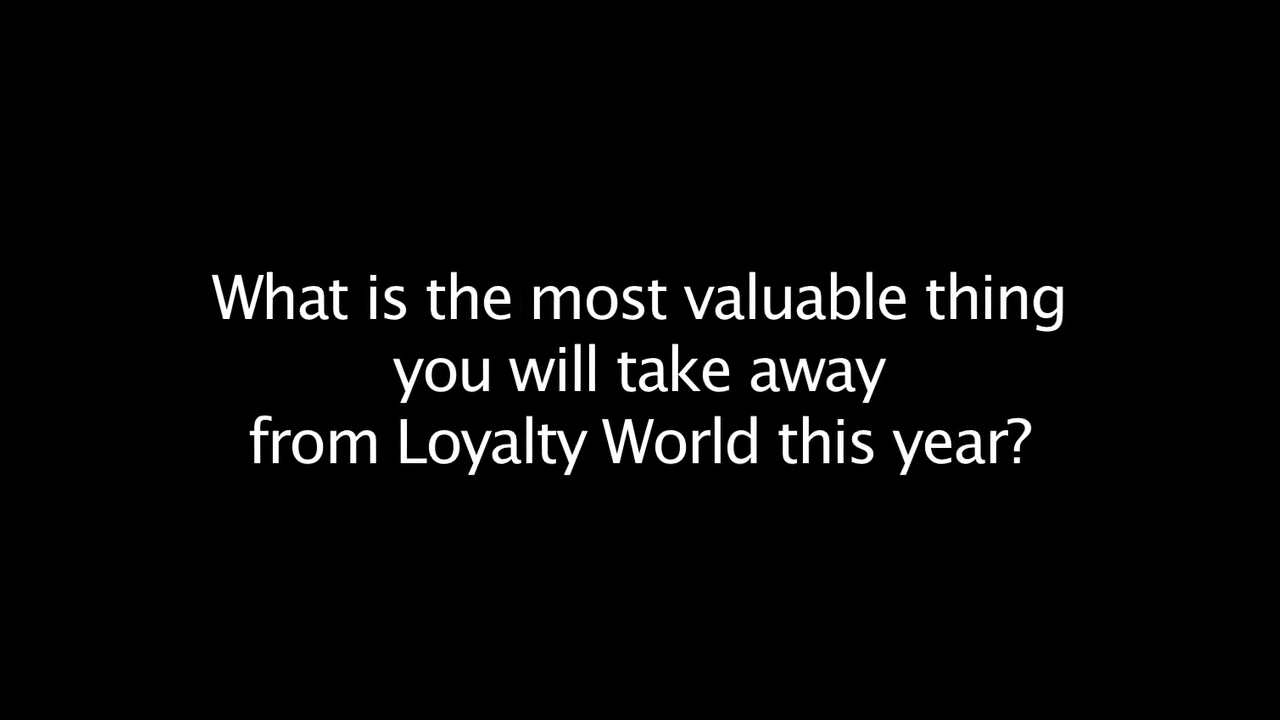 What is the most valuable thing
you will take away
from Loyalty World this year?